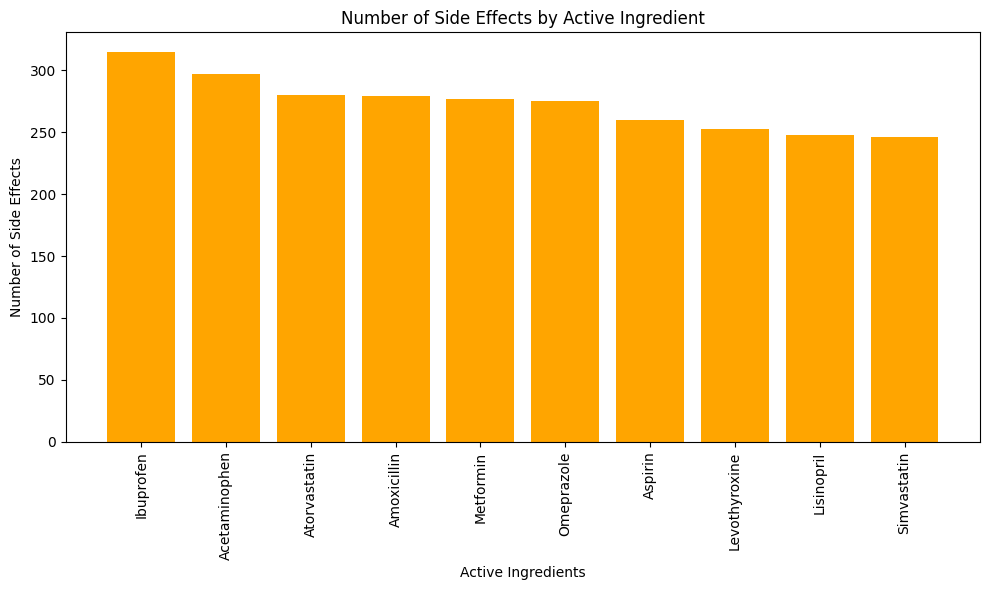 Number of Side Effects by Active Ingredient
Number of Side Effects
300
250
200
150
100
50
0
Ibuprofen
Acetaminophen
Atorvastatin
Amoxicillin
Metformin
Omeprazole
Aspirin
Levothyroxine
Lisinopril
Simvastatin
Active Ingredients